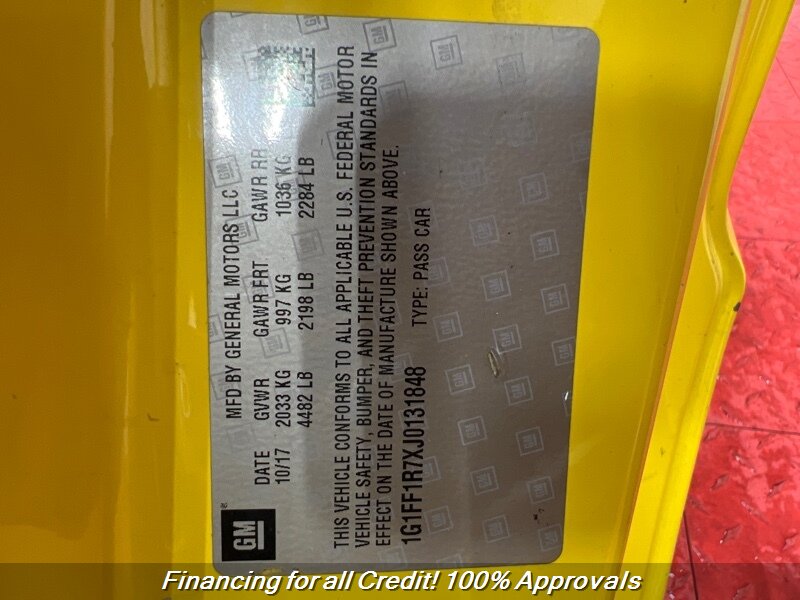 MFD BY GENERAL MOTORS LLC
DATE GVWR GAWR FRT GAWR RR
10/17 2033 KG 997 KG 1036 KG
4482 LB 2198 LB 2284 LB
THIS VEHICLE CONFORMS TO ALL APPLICABLE U.S. FEDERAL MOTOR
VEHICLE SAFETY, BUMPER, AND THEFT PREVENTION STANDARDS IN
EFFECT ON THE DATE OF MANUFACTURE SHOWN ABOVE.
1G1FF1R7XJ0131848 TYPE: PASS CAR
GM
Financing for all Credit! 100% Approvals